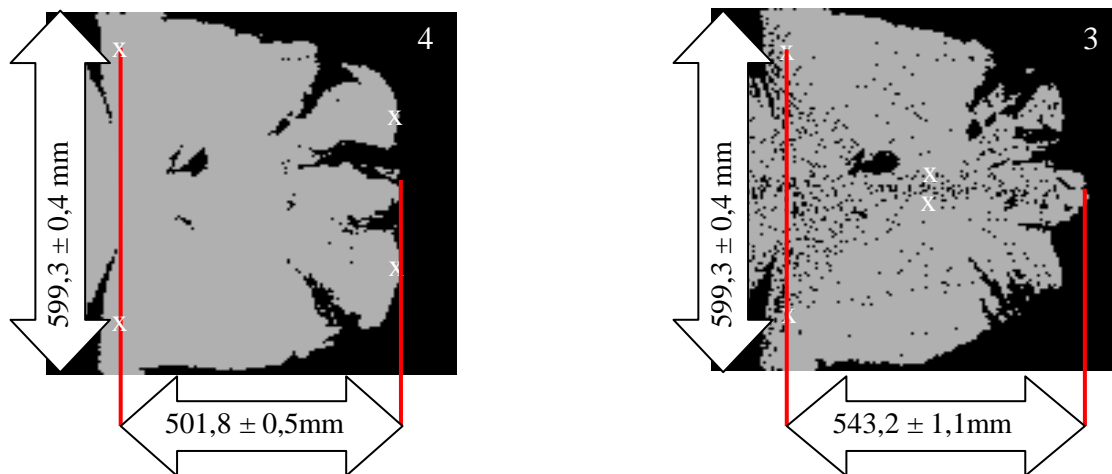 4
x
x
x
x
599,3 ± 0,4 mm
501,8 ± 0,5mm
3
x
x
x
x
599,3 ± 0,4 mm
543,2 ± 1,1mm